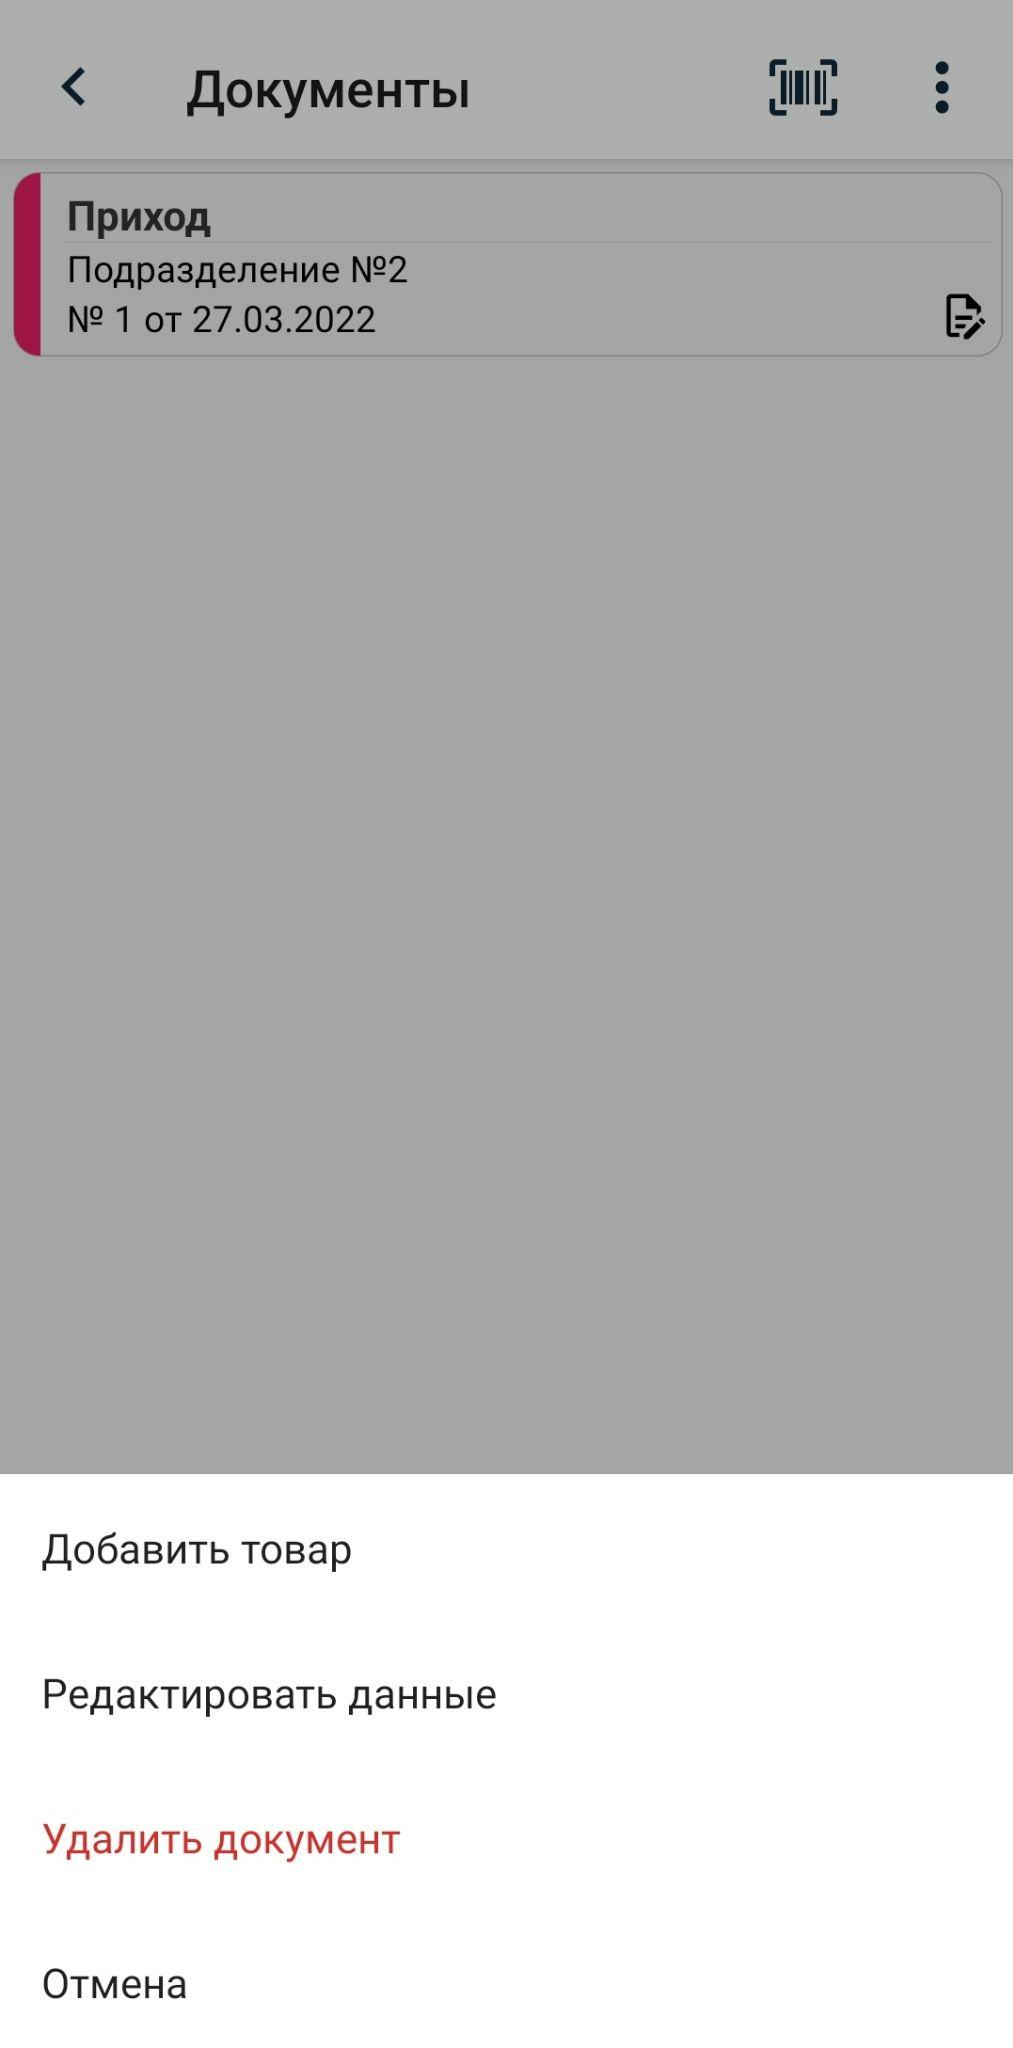 Документы
Приход
Подразделение №2
№ 1 от 27.03.2022
Добавить товар
Редактировать данные
Удалить документ
Отмена